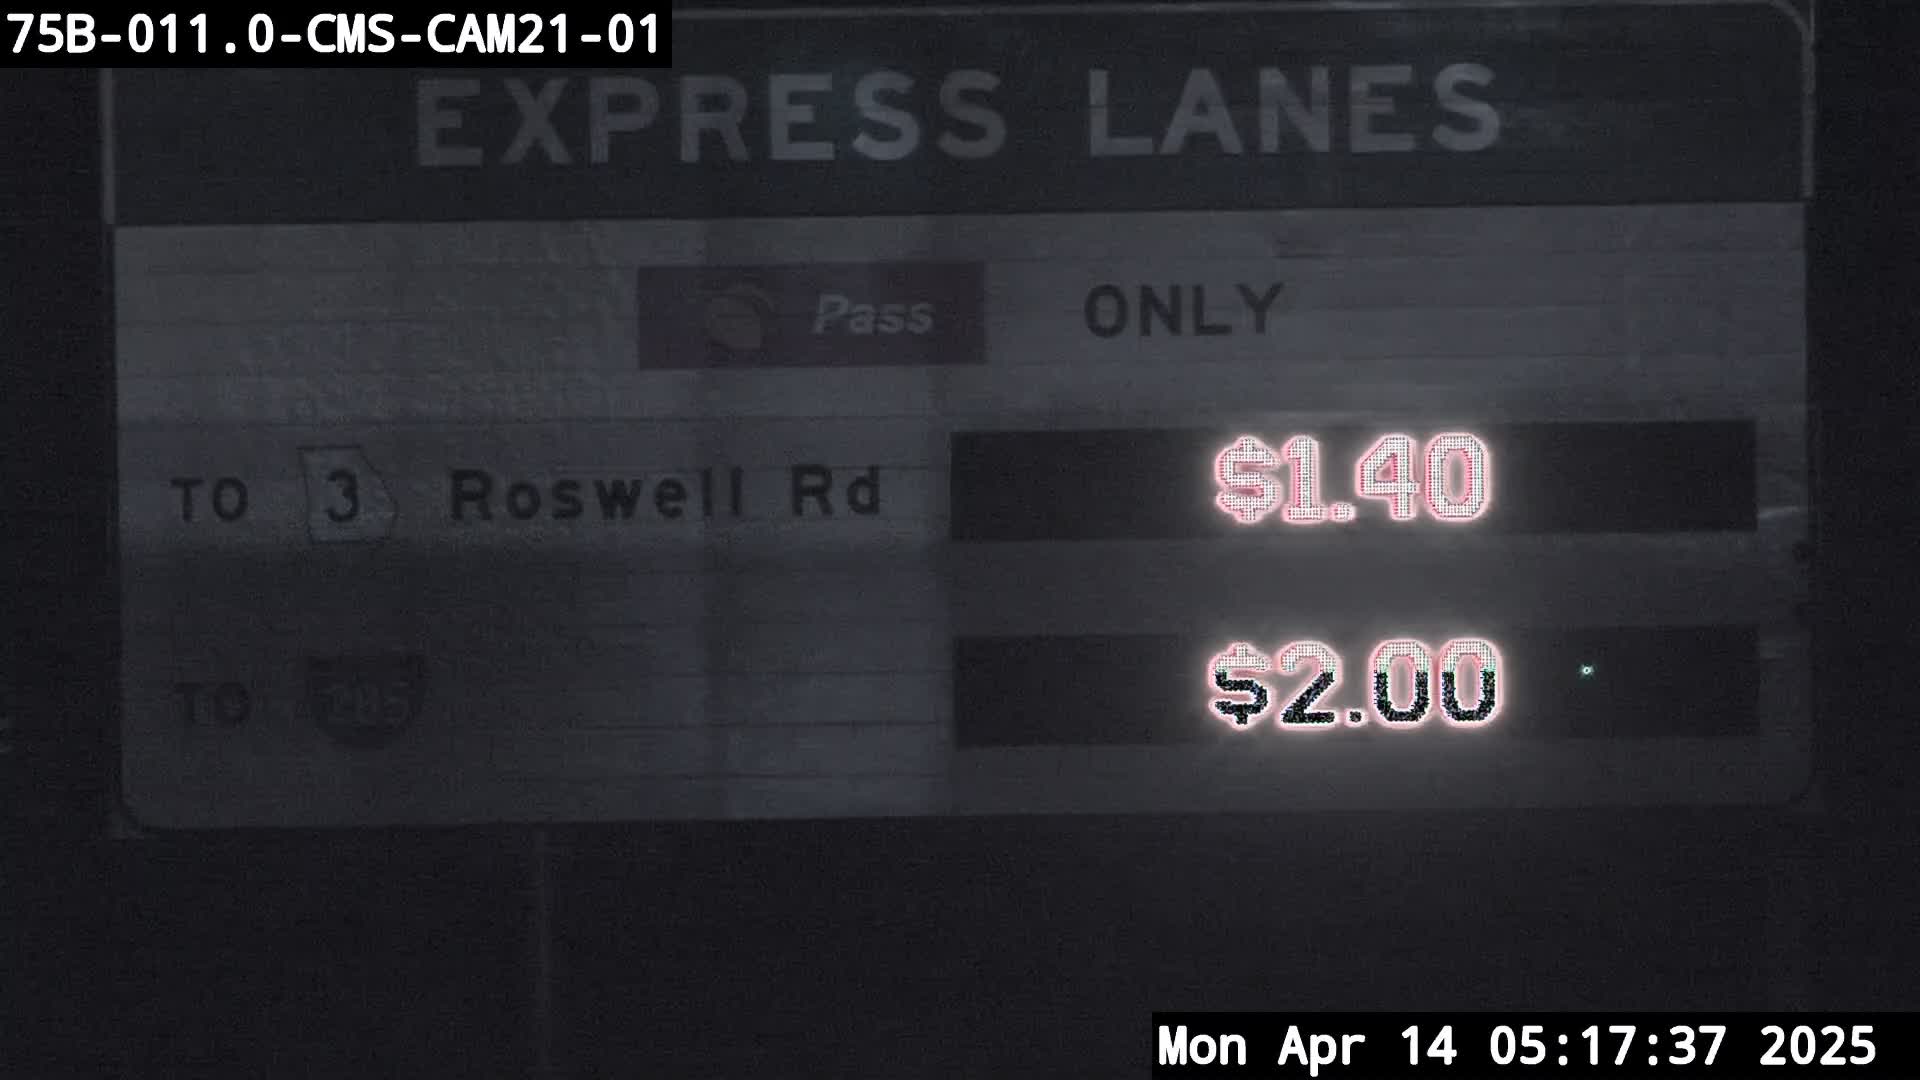 75B-011.0-CMS-CAM21-01
EXPRESS LANES
Pass ONLY
TO 3 Roswell Rd $1.40
TO 285 $2.00
Mon Apr 14 05:17:37 2025